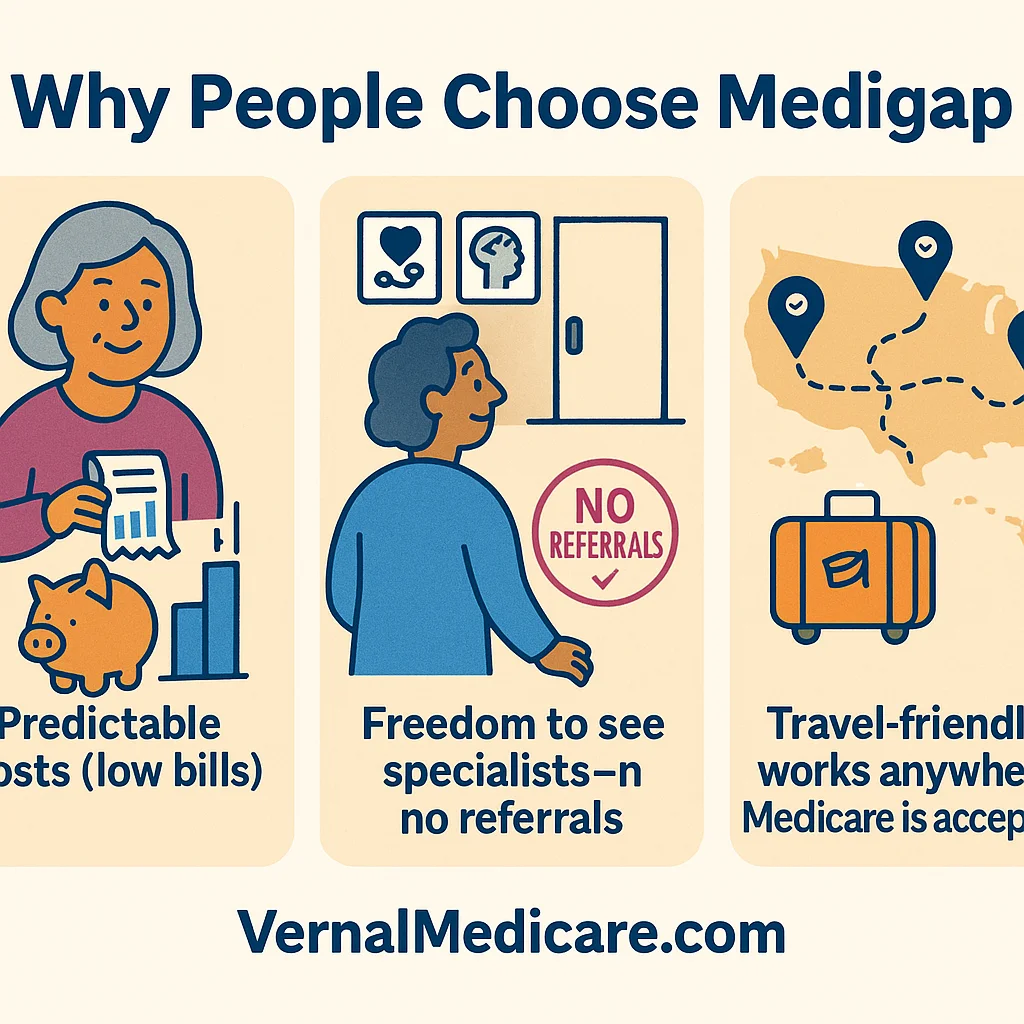 Why People Choose Medigap
Predictable
osts (low bills)
NO
REFERRALS
Freedom to see
specialists–n
no referrals
Travel-friendl
works anywhe
Medicare is accep
VernalMedicare.com